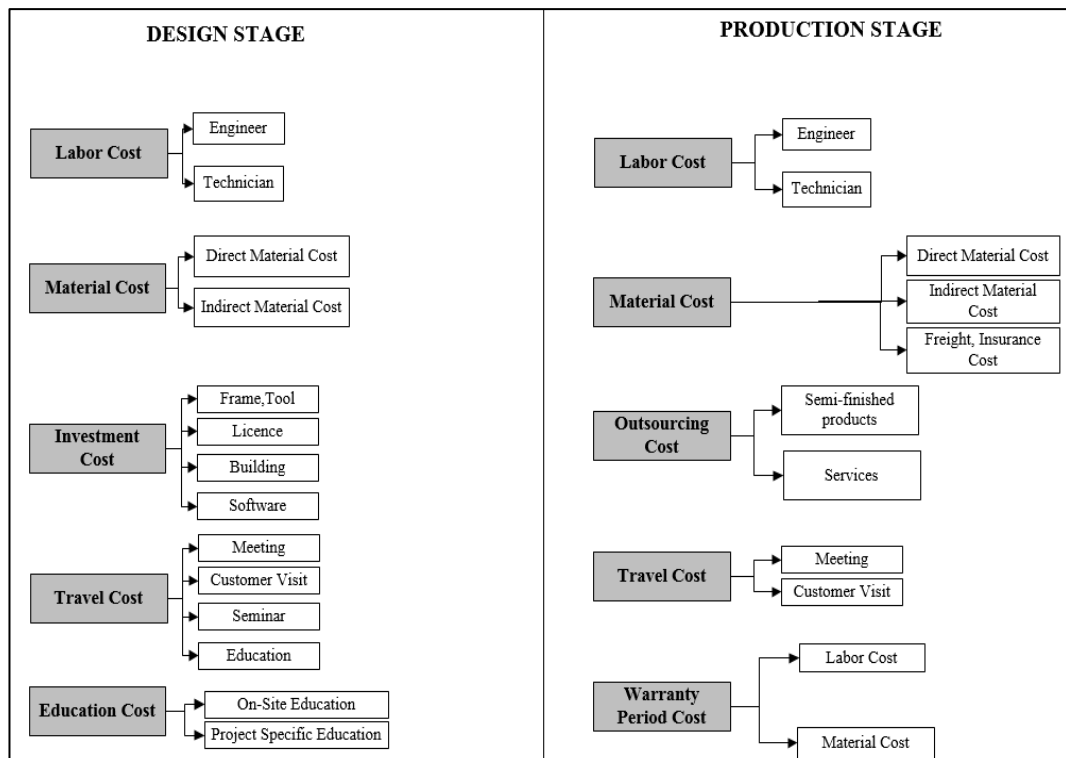 DESIGN STAGE
Labor Cost
Engineer
Technician
Material Cost
Direct Material Cost
Indirect Material Cost
Investment
Cost
Frame,Tool
Licence
Building
Software
Travel Cost
Meeting
Customer Visit
Seminar
Education
Education Cost
On-Site Education
Project Specific Education
PRODUCTION STAGE
Labor Cost
Engineer
Technician
Material Cost
Direct Material Cost
Indirect Material
Cost
Freight, Insurance
Cost
Outsourcing
Cost
Semi-finished
products
Services
Travel Cost
Meeting
Customer Visit
Warranty
Period Cost
Labor Cost
Material Cost